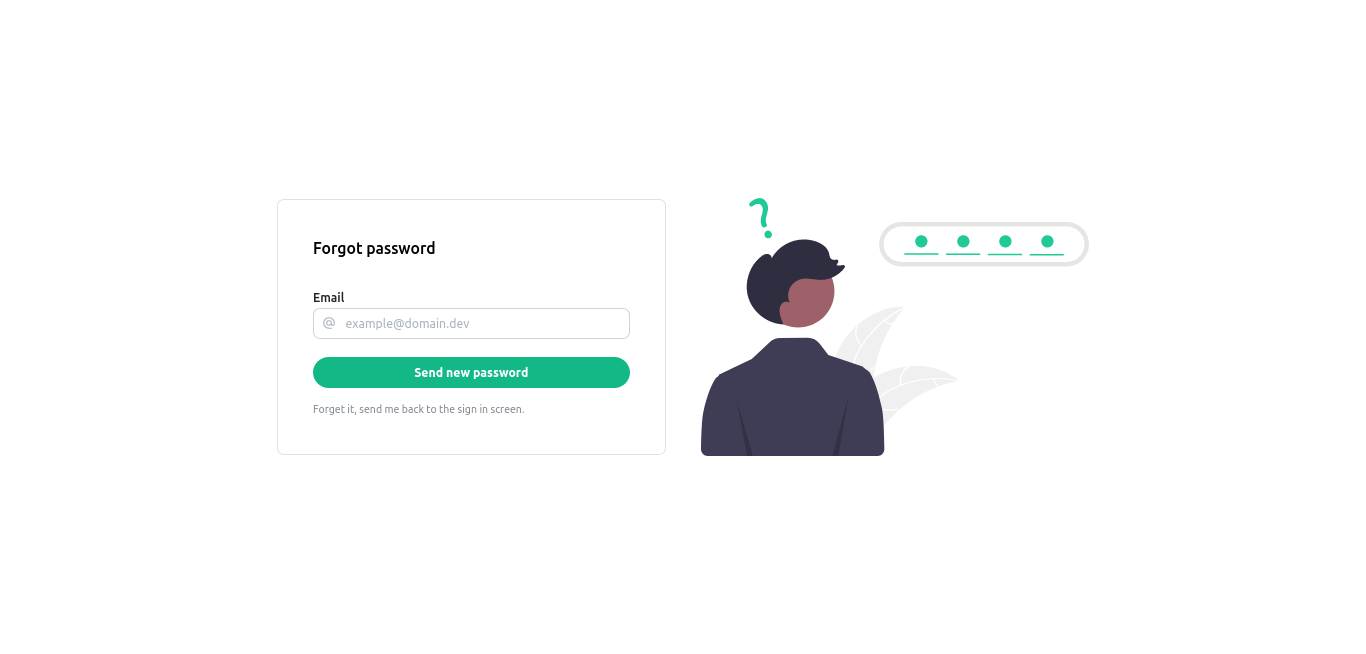 Forgot password
Email
@ example@domain.dev
Send new password
Forget it, send me back to the sign in screen.
?